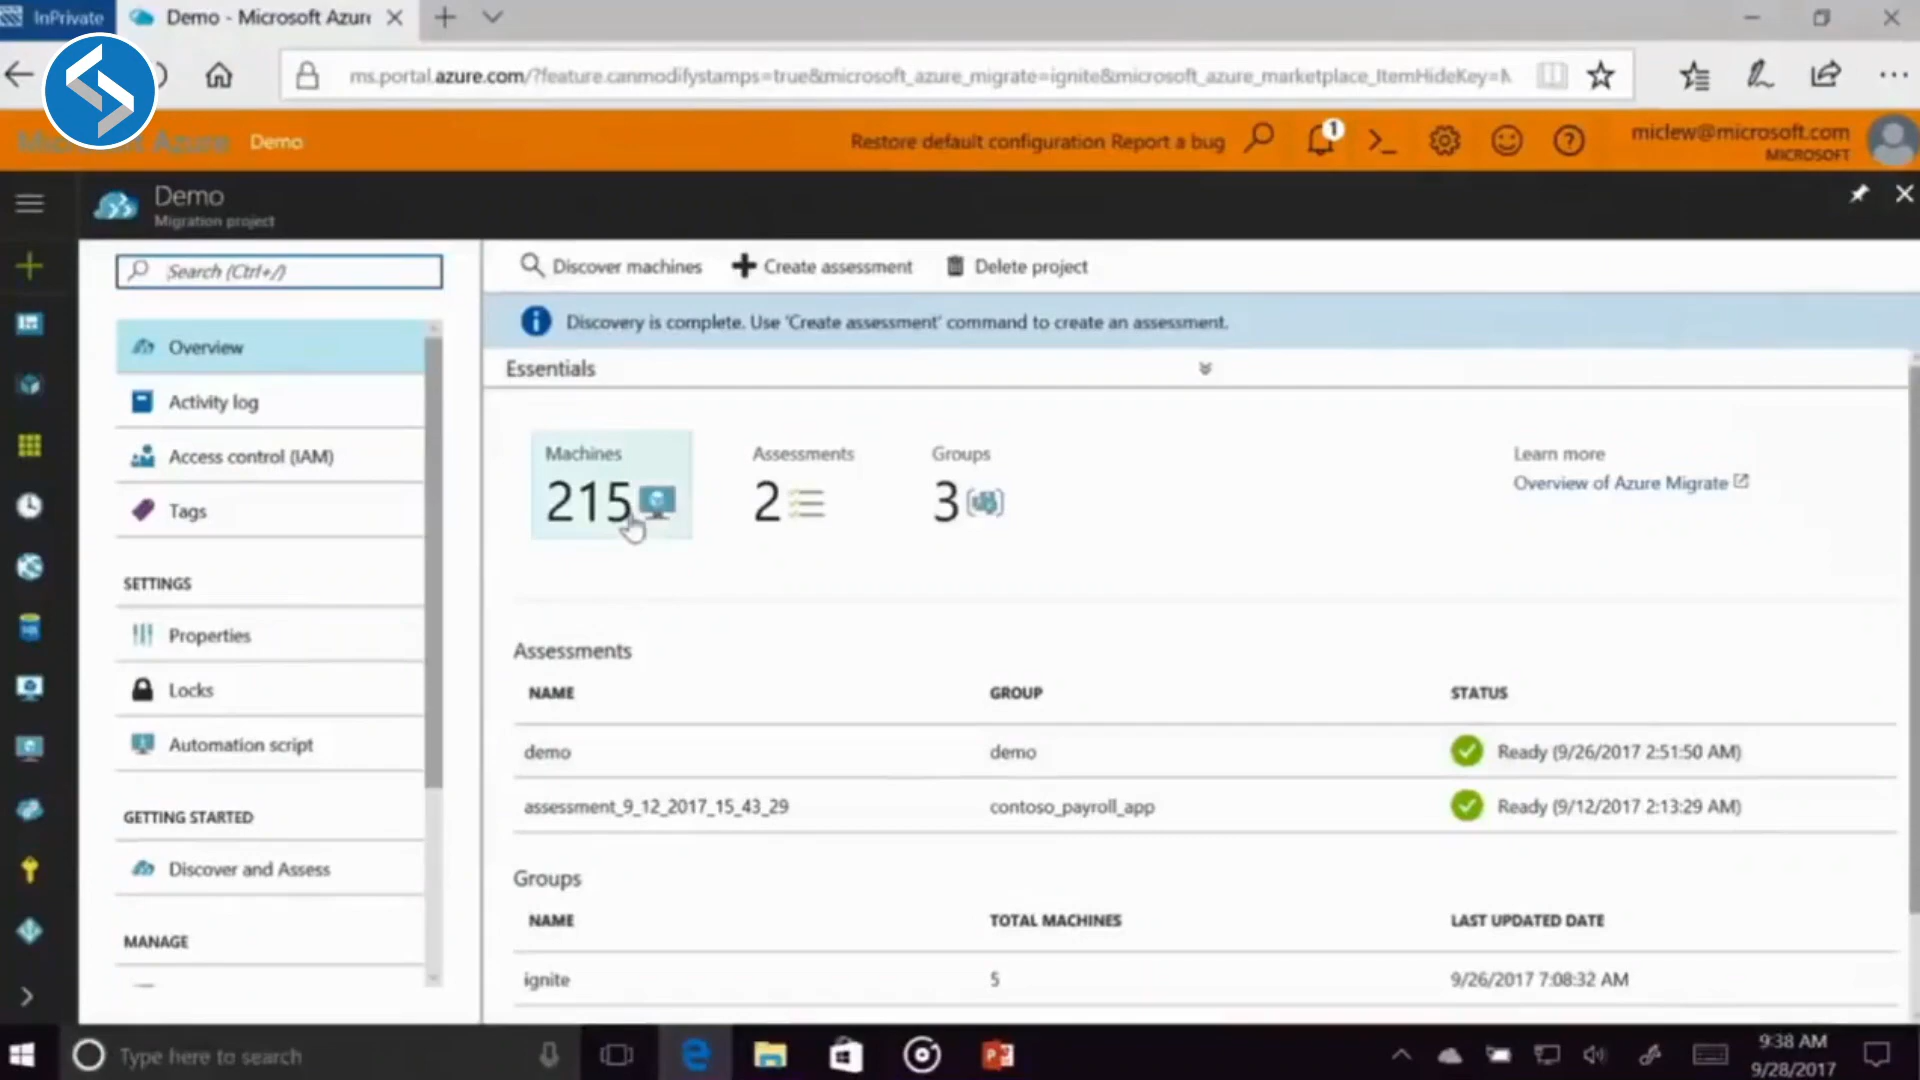 InPrivate
Demo - Microsoft Azur
ms.portal.azure.com/?feature.canmodifystamps=true&microsoft_azure_migrate=ignite&microsoft_azure_marketplace_ItemHideKey=M
Microsoft Azure Demo
Restore default configuration Report a bug
1
miclew@microsoft.com
MICROSOFT
Demo
Migration project
Search (Ctrl+/)
Overview
Activity log
Access control (IAM)
Tags
SETTINGS
Properties
Locks
Automation script
GETTING STARTED
Discover and Assess
MANAGE
Discover machines
Create assessment
Delete project
Discovery is complete. Use 'Create assessment' command to create an assessment.
Essentials
Machines Assessments Groups
215 2 3
Learn more
Overview of Azure Migrate
Assessments
NAME GROUP STATUS
demo demo Ready (9/26/2017 2:51:50 AM)
assessment_9_12_2017_15_43_29 contoso_payroll_app Ready (9/12/2017 2:13:29 AM)
Groups
NAME TOTAL MACHINES LAST UPDATED DATE
ignite 5 9/26/2017 7:08:32 AM
Type here to search
9:38 AM
9/28/2017